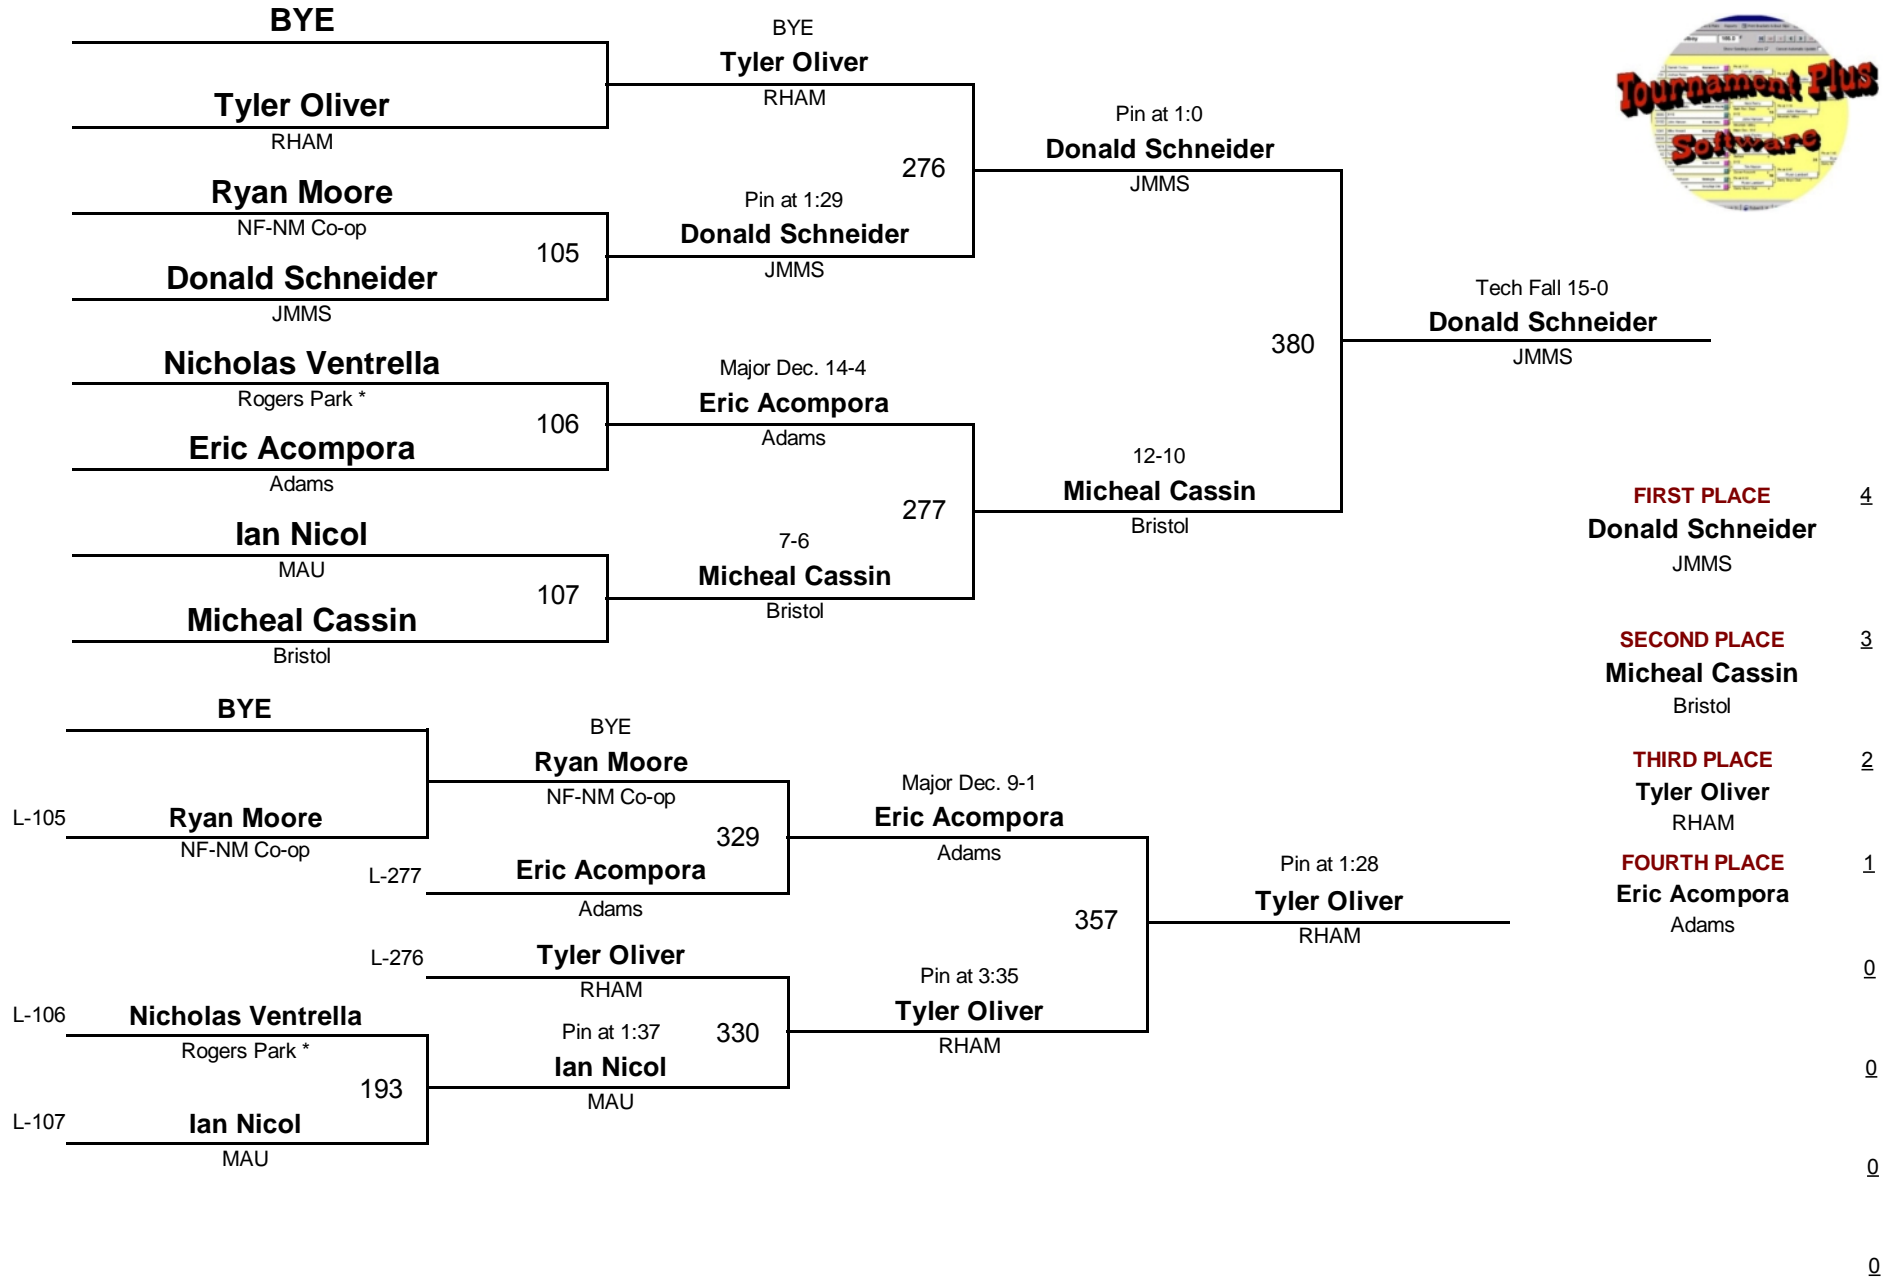 BYE
Tyler Oliver
RHAM
Ryan Moore
NF-NM Co-op
105
Donald Schneider
JMMS
Nicholas Ventrella
Rogers Park *
106
Eric Acompora
Adams
Ian Nicol
MAU
107
Micheal Cassin
Bristol
BYE
Tyler Oliver
RHAM
276
Pin at 1:29
Donald Schneider
JMMS
Major Dec. 14-4
Eric Acompora
Adams
277
7-6
Micheal Cassin
Bristol
Pin at 1:0
Donald Schneider
JMMS
380
12-10
Micheal Cassin
Bristol
Tech Fall 15-0
Donald Schneider
JMMS
Tournament Plus
Software
FIRST PLACE 4
Donald Schneider
JMMS
SECOND PLACE 3
Micheal Cassin
Bristol
THIRD PLACE 2
Tyler Oliver
RHAM
FOURTH PLACE 1
Eric Acompora
Adams
0
0
0
0
BYE
L-105 Ryan Moore
NF-NM Co-op
L-106 Nicholas Ventrella
Rogers Park *
193
L-107 Ian Nicol
MAU
BYE
Ryan Moore
NF-NM Co-op
329
L-277 Eric Acompora
Adams
L-276 Tyler Oliver
RHAM
Pin at 1:37 330
Ian Nicol
MAU
Major Dec. 9-1
Eric Acompora
Adams
357
Pin at 3:35
Tyler Oliver
RHAM
Pin at 1:28
Tyler Oliver
RHAM